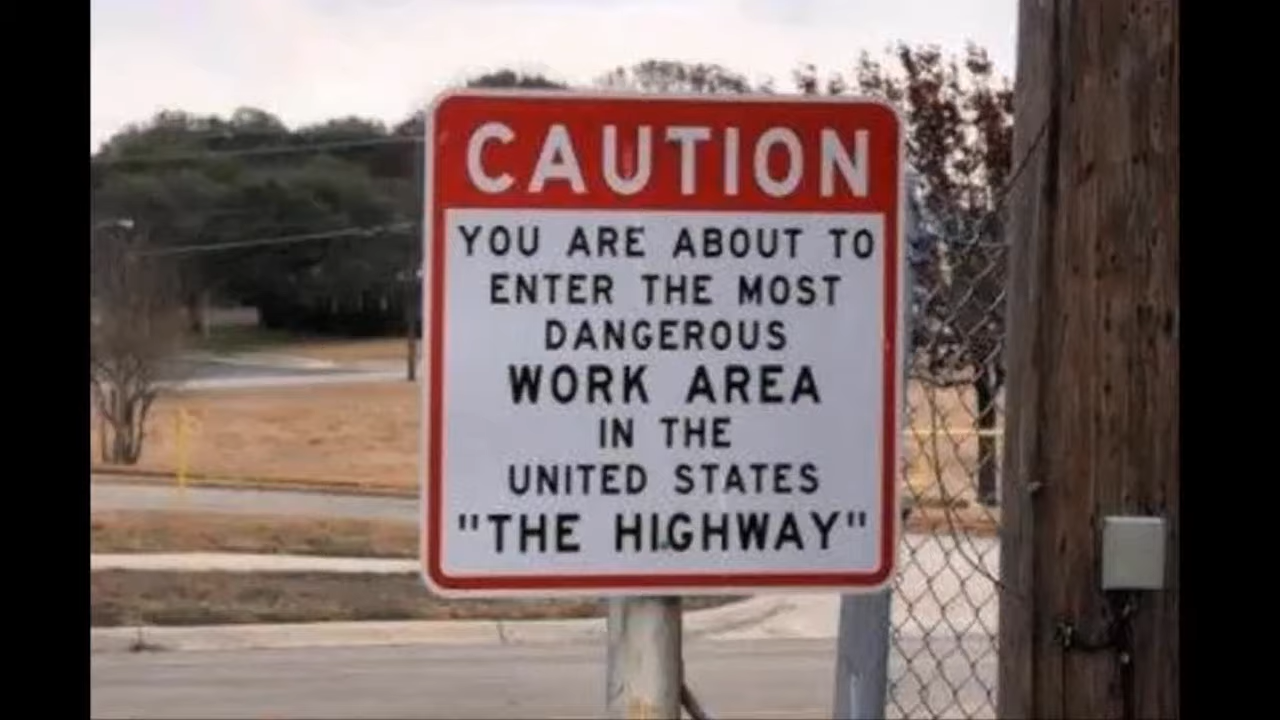 CAUTION
YOU ARE ABOUT TO
ENTER THE MOST
DANGEROUS
WORK AREA
IN THE
UNITED STATES
"THE HIGHWAY"